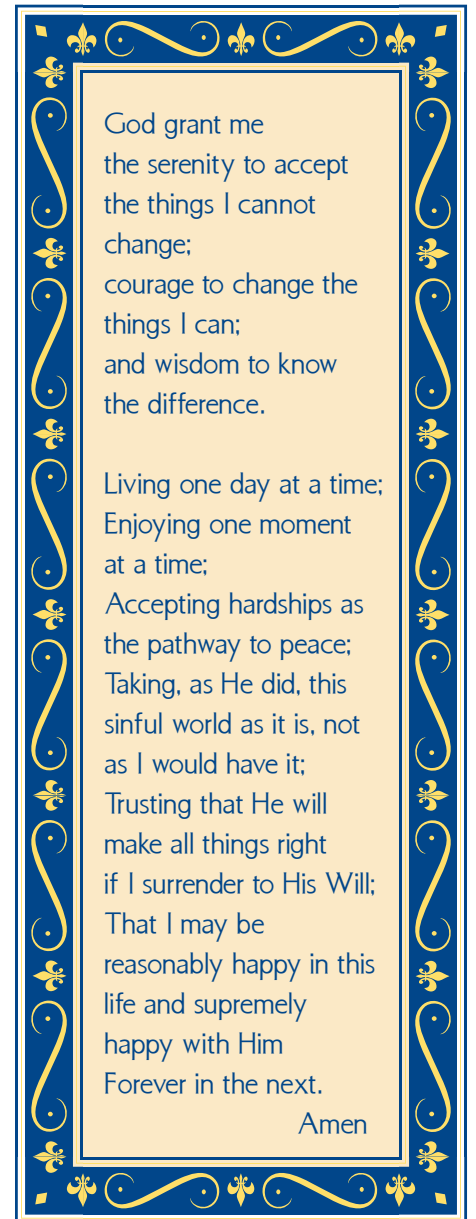 God grant me
the serenity to accept
the things I cannot
change;
courage to change the
things I can;
and wisdom to know
the difference.
Living one day at a time;
Enjoying one moment
at a time;
Accepting hardships as
the pathway to peace;
Taking, as He did, this
sinful world as it is, not
as I would have it;
Trusting that He will
make all things right
if I surrender to His Will;
That I may be
reasonably happy in this
life and supremely
happy with Him
Forever in the next.
Amen